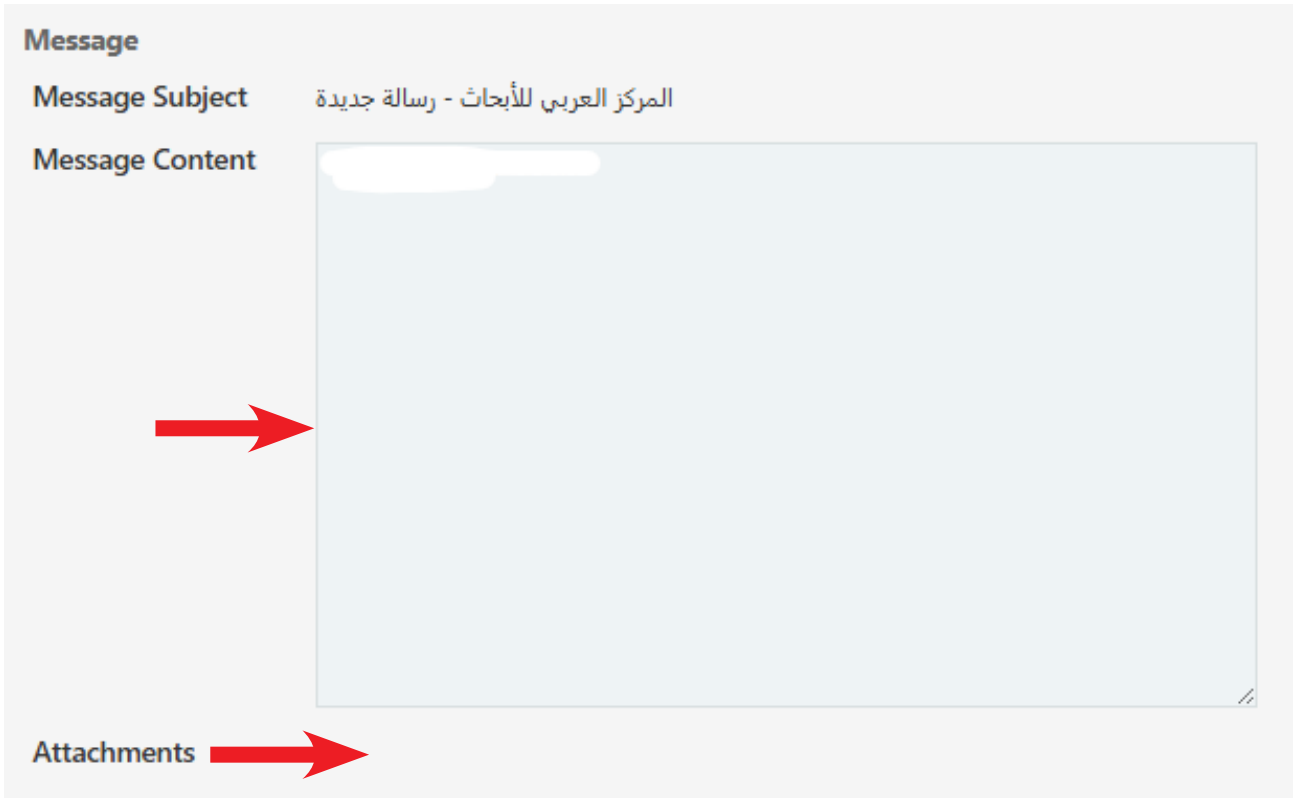 Message
Message Subject المركز العربي للأبحاث - رسالة جديدة
Message Content
Attachments